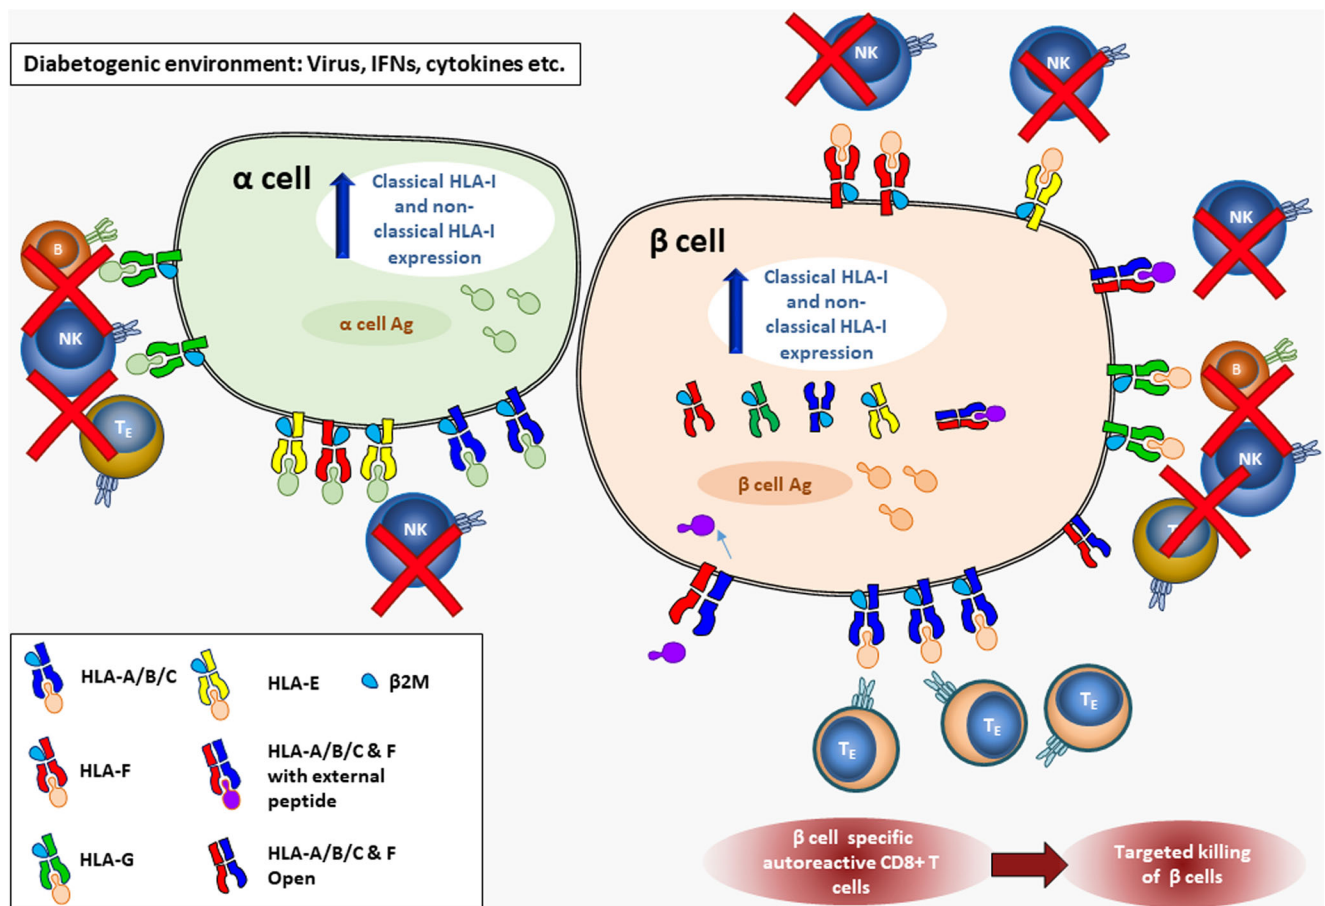 Diabetogenic environment: Virus, IFNs, cytokines etc.
NK
NK
α cell
Classical HLA-I
and non-
classical HLA-I
expression
α cell Ag
B
NK
TE
NK
β cell
Classical HLA-I
and non-
classical HLA-I
expression
β cell Ag
NK
B
NK
TE
TE
TE
HLA-A/B/C
HLA-E
β2M
HLA-F
HLA-A/B/C & F
with external
peptide
HLA-G
HLA-A/B/C & F
Open
β cell specific
autoreactive CD8+ T
cells
Targeted killing
of β cells